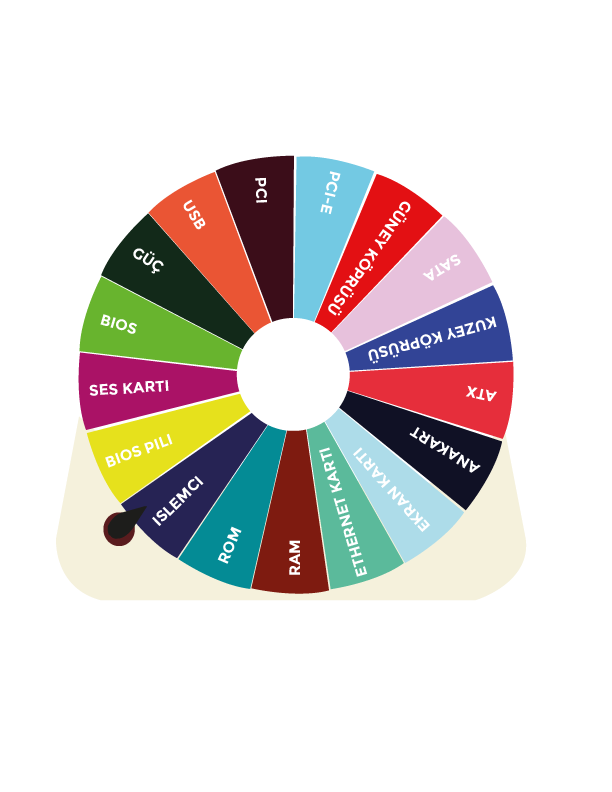 PCI
PCI-E
GÜNEY KÖPRÜSÜ
SATA
KUZEY KÖPRÜSÜ
ATX
ANAKART
EKRAN KARTI
ETHERNET KARTI
RAM
ROM
ISLEMCI
BIOS PILI
SES KARTI
BIOS
GÜÇ
USB